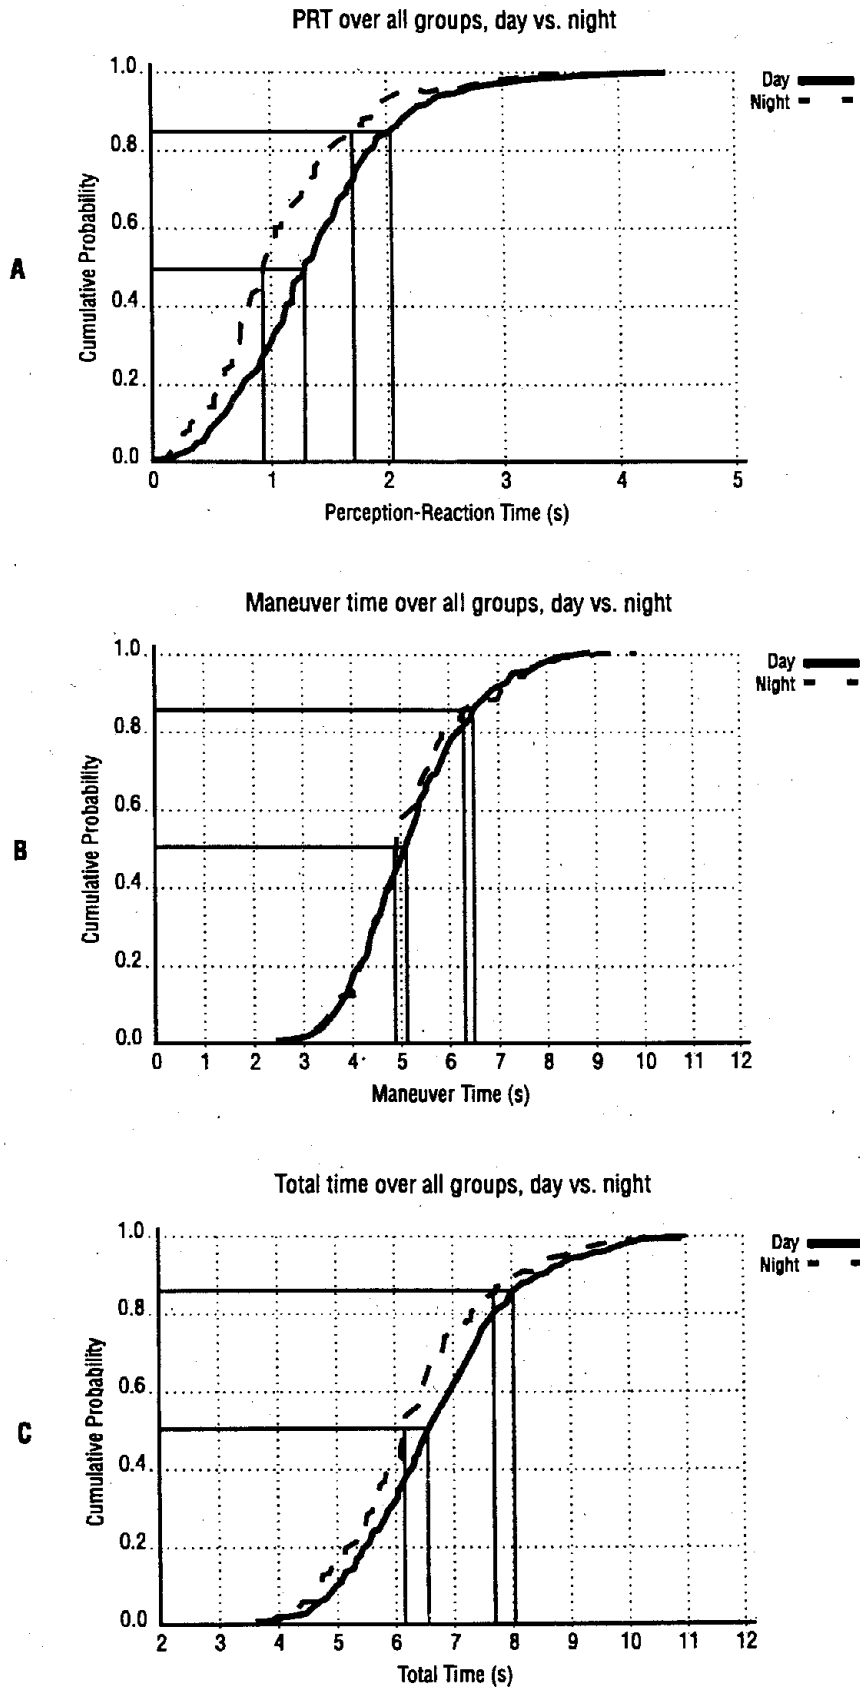 PRT over all groups, day vs. night
Day
Night
1.0
0.8
0.6
0.4
0.2
0.0
Cumulative Probability
A
0 1 2 3 4 5
Perception-Reaction Time (s)
Maneuver time over all groups, day vs. night
Day
Night
1.0
0.8
0.6
0.4
0.2
0.0
Cumulative Probability
B
0 1 2 3 4 5 6 7 8 9 10 11 12
Maneuver Time (s)
Total time over all groups, day vs. night
Day
Night
1.0
0.8
0.6
0.4
0.2
0.0
Cumulative Probability
C
2 3 4 5 6 7 8 9 10 11 12
Total Time (s)